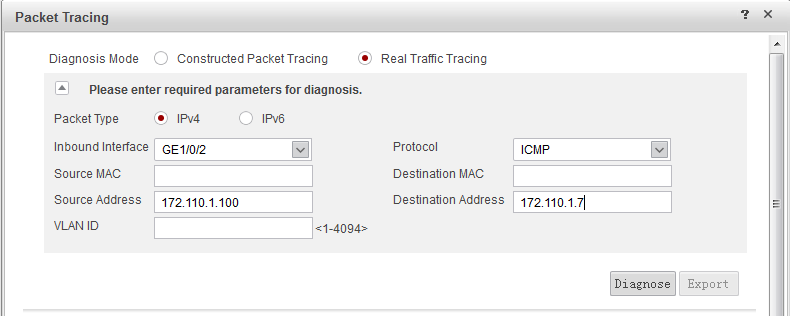 Packet Tracing ? ×
Diagnosis Mode Constructed Packet Tracing Real Traffic Tracing
Please enter required parameters for diagnosis.
Packet Type IPv4 IPv6
Inbound Interface GE1/0/2 Protocol ICMP
Source MAC Destination MAC
Source Address 172.110.1.100 Destination Address 172.110.1.7
VLAN ID <1-4094>
Diagnose Export